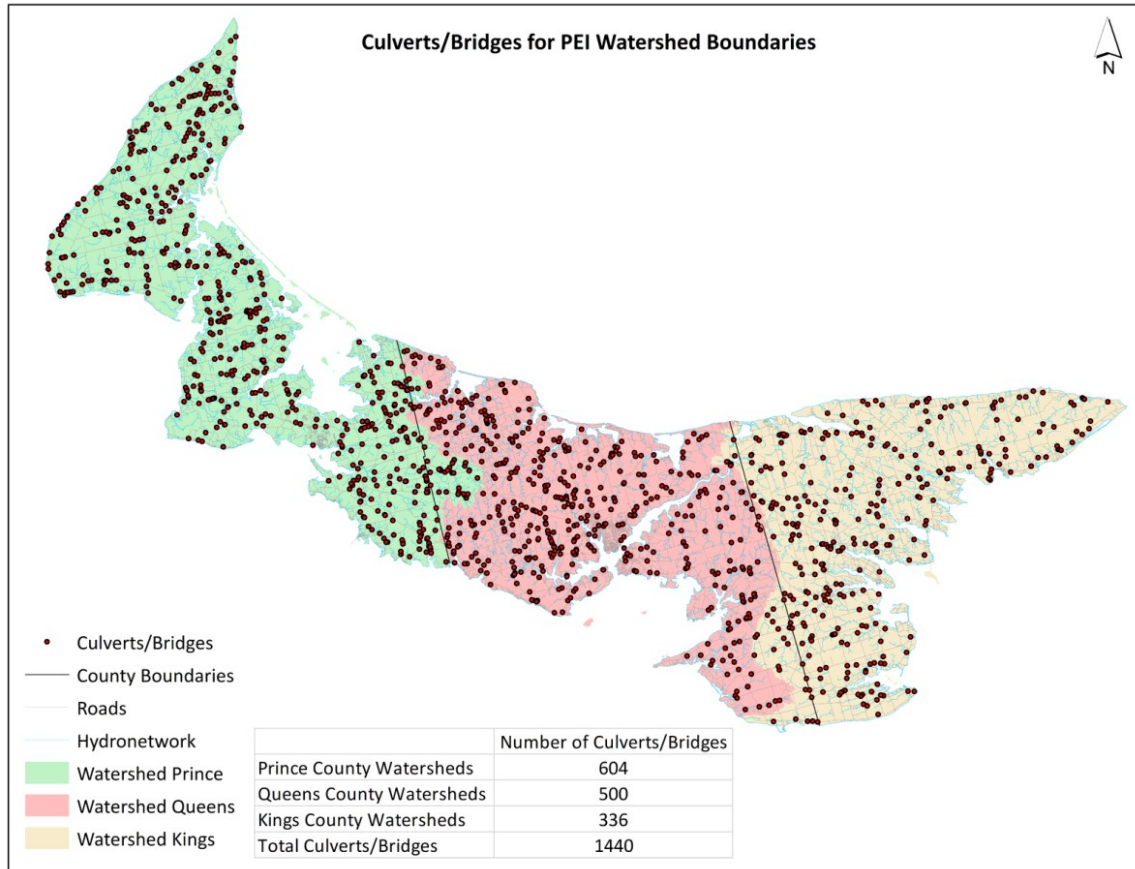 Culverts/Bridges for PEI Watershed Boundaries
N
Culverts/Bridges
County Boundaries
Roads
Hydronetwork
Watershed Prince
Watershed Queens
Watershed Kings
Number of Culverts/Bridges
Prince County Watersheds 604
Queens County Watersheds 500
Kings County Watersheds 336
Total Culverts/Bridges 1440